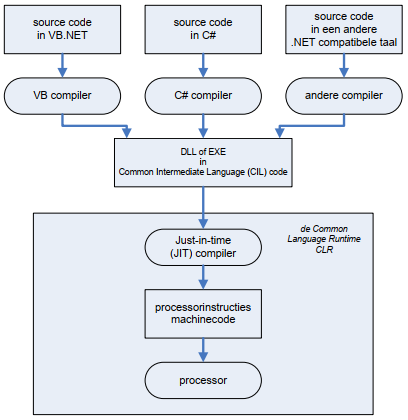 source code
in VB.NET
source code
in C#
source code
in een andere
.NET compatibele taal
VB compiler
C# compiler
andere compiler
DLL of EXE
in
Common Intermediate Language (CIL) code
de Common
Language Runtime
CLR
Just-in-time
(JIT) compiler
processorinstructies
machinecode
processor